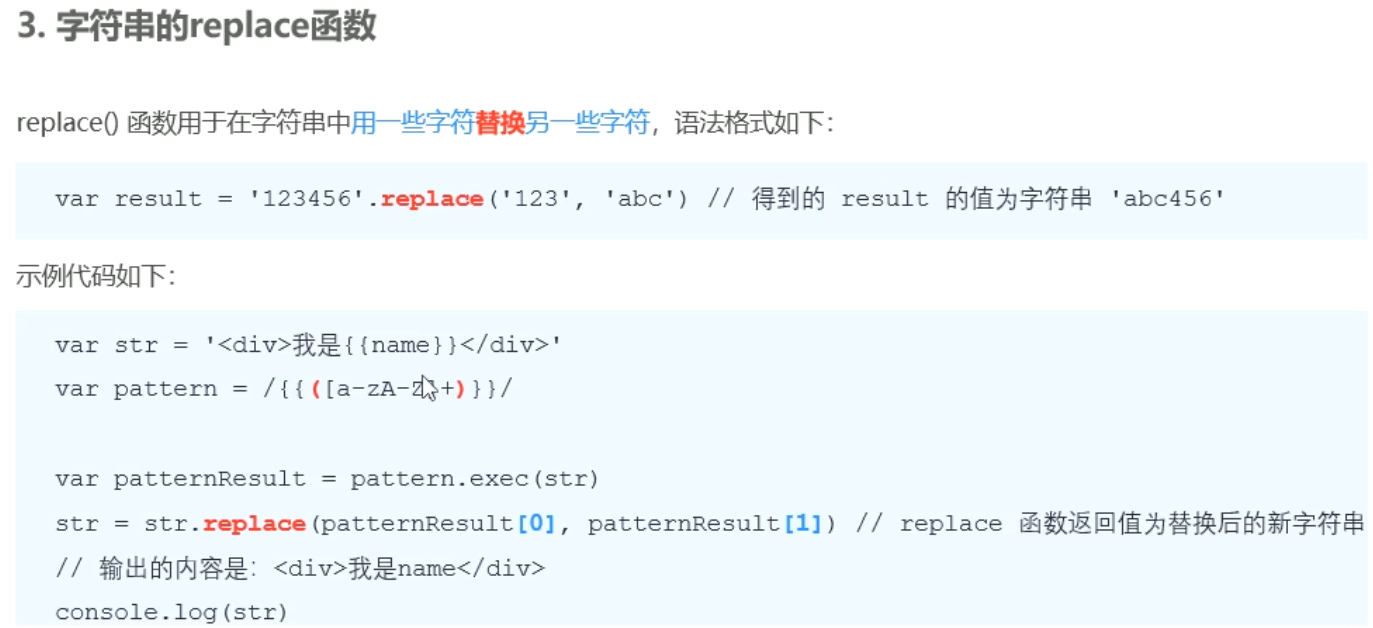 3. 字符串的replace函数
replace() 函数用于在字符串中用一些字符替换另一些字符，语法格式如下：
var result = '123456'.replace('123', 'abc') // 得到的 result 的值为字符串 'abc456'
示例代码如下：
var str = '<div>我是{{name}}</div>'
var pattern = /{{([a-zA-Z]+)}}/
var patternResult = pattern.exec(str)
str = str.replace(patternResult[0], patternResult[1]) // replace 函数返回值为替换后的新字符串
// 输出的内容是：<div>我是name</div>
console.log(str)